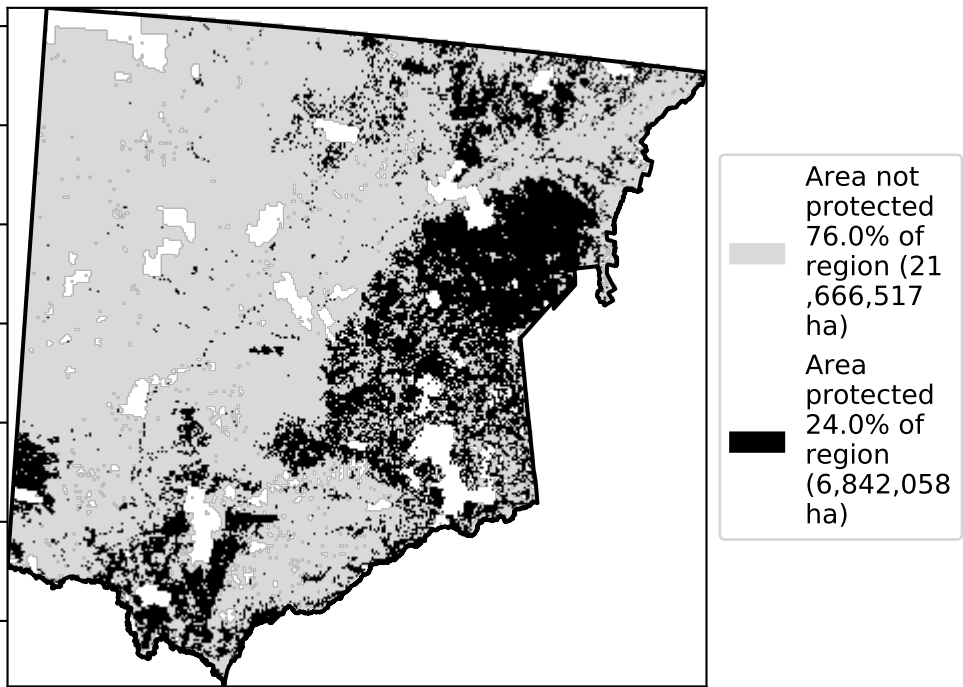 Area not
protected
76.0% of
region (21
,666,517
ha)
Area
protected
24.0% of
region
(6,842,058
ha)